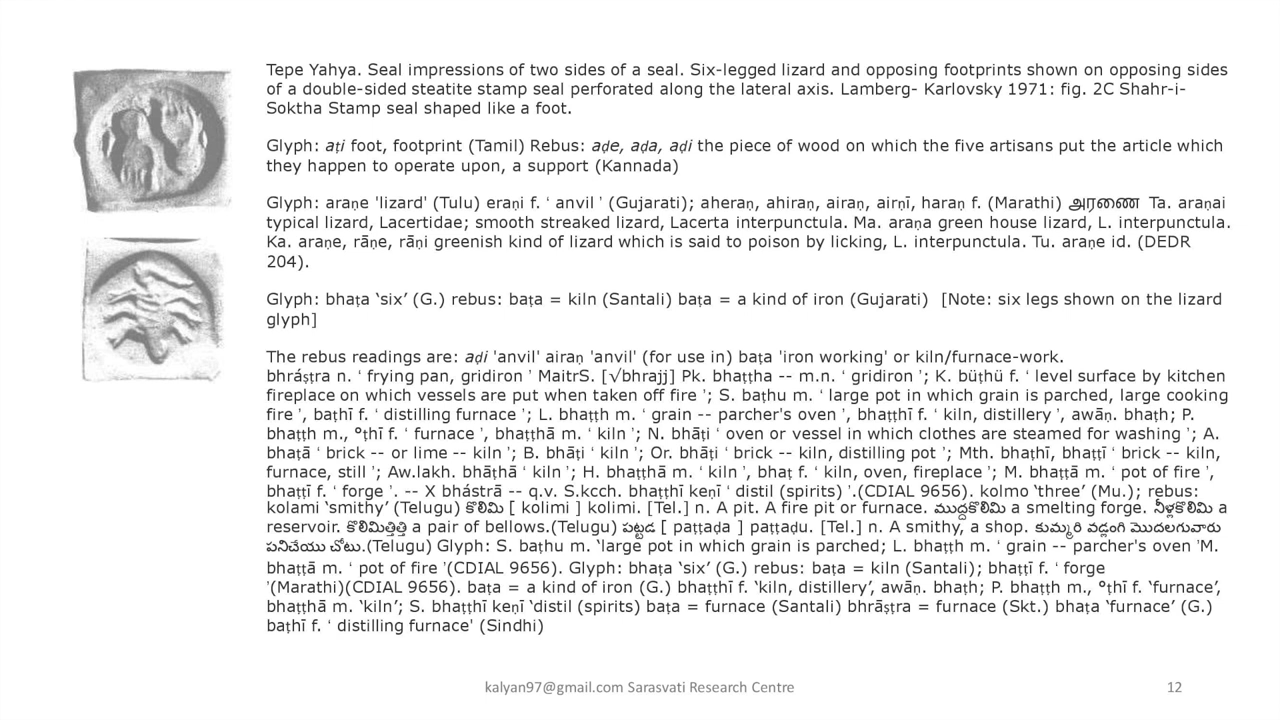 Tepe Yahya. Seal impressions of two sides of a seal. Six-legged lizard and opposing footprints shown on opposing sides
of a double-sided steatite stamp seal perforated along the lateral axis. Lamberg- Karlovsky 1971: fig. 2C Shahr-i-
Soktha Stamp seal shaped like a foot.
Glyph: aṭi foot, footprint (Tamil) Rebus: aḍe, aḍa, aḍi the piece of wood on which the five artisans put the article which
they happen to operate upon, a support (Kannada)
Glyph: araṇe 'lizard' (Tulu) eraṇi f. ‘ anvil ’ (Gujarati); aheraṇ, ahiraṇ, airaṇ, airṇī, haraṇ f. (Marathi) அரணை Ta. araṇai
typical lizard, Lacertidae; smooth streaked lizard, Lacerta interpunctula. Ma. araṇa green house lizard, L. interpunctula.
Ka. araṇe, rāṇe, rāṇi greenish kind of lizard which is said to poison by licking, L. interpunctula. Tu. araṇe id. (DEDR
204).
Glyph: bhaṭa ‘six’ (G.) rebus: baṭa = kiln (Santali) baṭa = a kind of iron (Gujarati) [Note: six legs shown on the lizard
glyph]
The rebus readings are: aḍi 'anvil' airaṇ 'anvil' (for use in) baṭa 'iron working' or kiln/furnace-work.
bhráṣṭra n. ‘ frying pan, gridiron ’ MaitrS. [√bhrajj] Pk. bhaṭṭha -- m.n. ‘ gridiron ’; K. büṭhü f. ‘ level surface by kitchen
fireplace on which vessels are put when taken off fire ’; S. baṭhu m. ‘ large pot in which grain is parched, large cooking
fire ’, baṭhī f. ‘ distilling furnace ’; L. bhaṭṭh m. ‘ grain -- parcher's oven ’, bhaṭṭhī f. ‘ kiln, distillery ’, awāṇ. bhaṭh; P.
bhaṭṭh m., °ṭhī f. ‘ furnace ’, bhaṭṭhā m. ‘ kiln ’; N. bhāṭi ‘ oven or vessel in which clothes are steamed for washing ’; A.
bhaṭā ‘ brick -- or lime -- kiln ’; B. bhāṭi ‘ kiln ’; Or. bhāṭi ‘ brick -- kiln, distilling pot ’; Mth. bhaṭhī, bhaṭṭī ‘ brick -- kiln,
furnace, still ’; Aw.lakh. bhāṭhā ‘ kiln ’; H. bhaṭṭhā m. ‘ kiln ’, bhaṭ f. ‘ kiln, oven, fireplace ’; M. bhaṭṭā m. ‘ pot of fire ’,
bhaṭṭī f. ‘ forge ’. -- X bhástrā -- q.v. S.kcch. bhaṭṭhī keṇī ‘ distil (spirits) ’.(CDIAL 9656). kolmo ‘three’ (Mu.); rebus:
kolami ‘smithy’ (Telugu) కొలిమి [ kolimi ] kolimi. [Tel.] n. A pit. A fire pit or furnace. ముద్దకొలిమి a smelting forge. నీళ్లకొలిమి a
reservoir. కొలిమితిత్తి a pair of bellows.(Telugu) పట్టడ [ paṭṭaḍa ] paṭṭaḍu. [Tel.] n. A smithy, a shop. కుమ్మరి వడ్లంగి మొదలగువారు
పనిచేయు చోటు.(Telugu) Glyph: S. baṭhu m. ‘large pot in which grain is parched; L. bhaṭṭh m. ‘ grain -- parcher's oven ’M.
bhaṭṭā m. ‘ pot of fire ’(CDIAL 9656). Glyph: bhaṭa ‘six’ (G.) rebus: baṭa = kiln (Santali); bhaṭṭī f. ‘ forge
’(Marathi)(CDIAL 9656). baṭa = a kind of iron (G.) bhaṭṭhī f. ‘kiln, distillery’, awāṇ. bhaṭh; P. bhaṭṭh m., °ṭhī f. ‘furnace’,
bhaṭṭhā m. ‘kiln’; S. bhaṭṭhī keṇī ‘distil (spirits) baṭa = furnace (Santali) bhrāṣṭra = furnace (Skt.) bhaṭa ‘furnace’ (G.)
baṭhī f. ‘ distilling furnace' (Sindhi)
kalyan97@gmail.com Sarasvati Research Centre
12